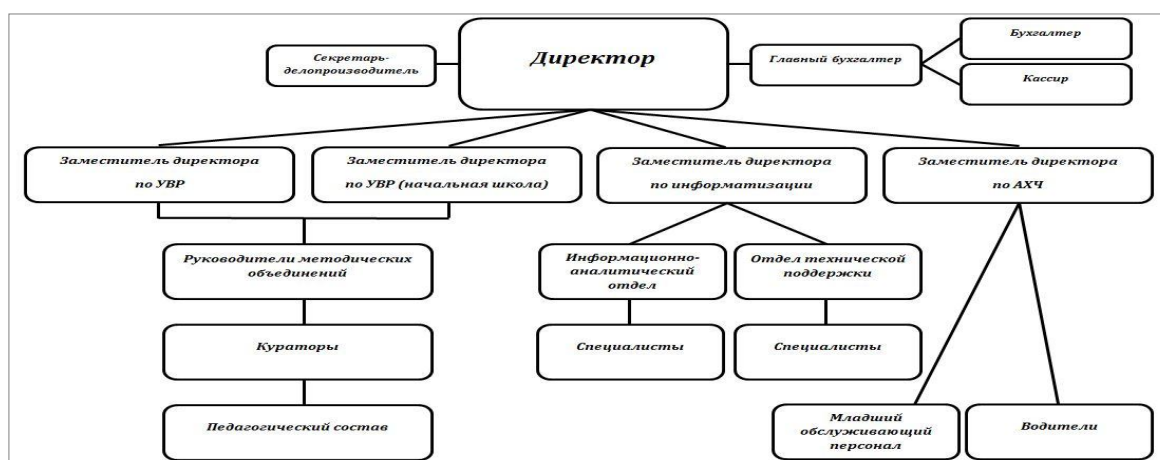 Директор
Секретарь-
делопроизводитель
Главный бухгалтер
Бухгалтер
Кассир
Заместитель директора
по УВР
Заместитель директора
по УВР (начальная школа)
Заместитель директора
по информатизации
Заместитель директора
по АХЧ
Руководители методических
объединений
Информационно-
аналитический
отдел
Отдел технической
поддержки
Кураторы
Специалисты
Специалисты
Педагогический состав
Младший
обслуживающий
персонал
Водители